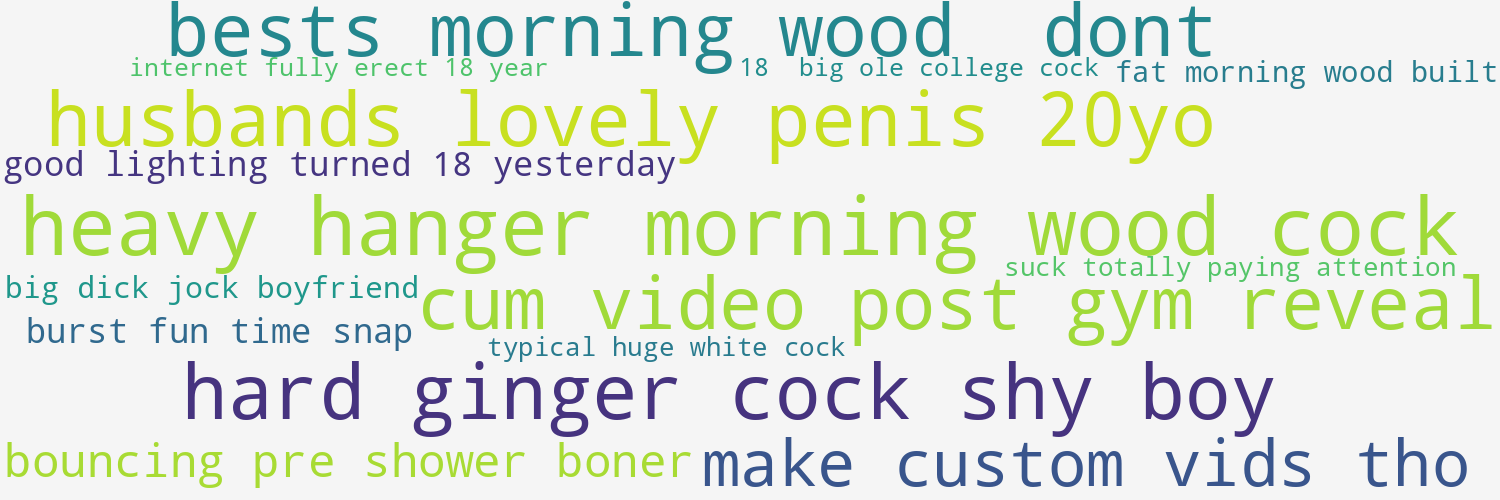 bests morning wood dont
internet fully erect 18 year
18 big ole college cock
fat morning wood built
husbands lovely penis 20yo
good lighting turned 18 yesterday
heavy hanger morning wood cock
suck totally paying attention
big dick jock boyfriend
cum video post gym reveal
burst fun time snap
typical huge white cock
hard ginger cock shy boy
bouncing pre shower boner
make custom vids tho